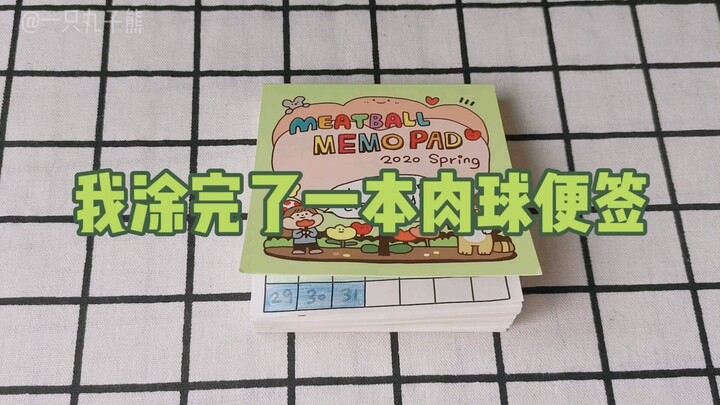 @一只丸子熊
MEATBALL
MEMO PAD
2020 Spring
我涂完了一本肉球便签
29 30 31